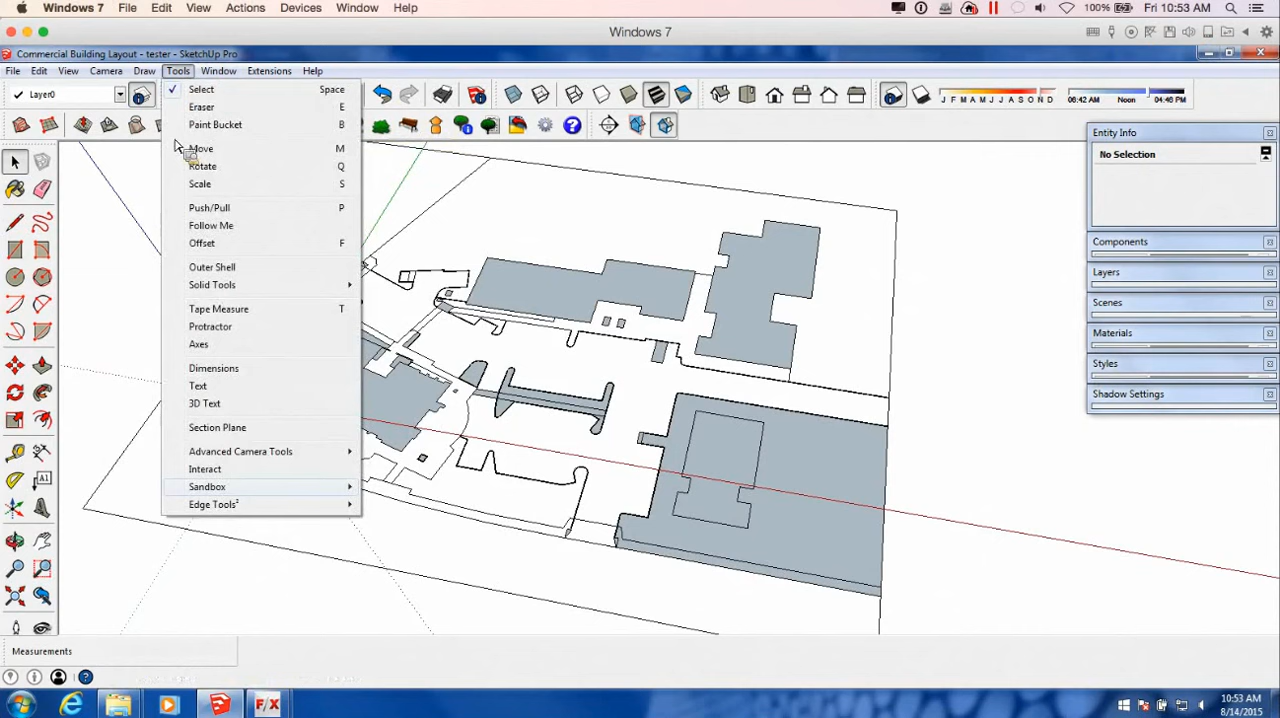 Windows 7 File Edit View Actions Devices Window Help 100% Fri 10:53 AM
Windows 7
Commercial Building Layout - tester - SketchUp Pro
File Edit View Camera Draw Tools Window Extensions Help
Layer0
J F M A M J J A S O N D
06:42 AM Noon 04:46 PM
Select Space
Eraser E
Paint Bucket B
Move M
Rotate Q
Scale S
Push/Pull P
Follow Me
Offset F
Outer Shell
Solid Tools
Tape Measure T
Protractor
Axes
Dimensions
Text
3D Text
Section Plane
Advanced Camera Tools
Interact
Sandbox
Edge Tools²
Entity Info
No Selection
Components
Layers
Scenes
Materials
Styles
Shadow Settings
A1
Measurements
F/X
10:53 AM
8/14/2015